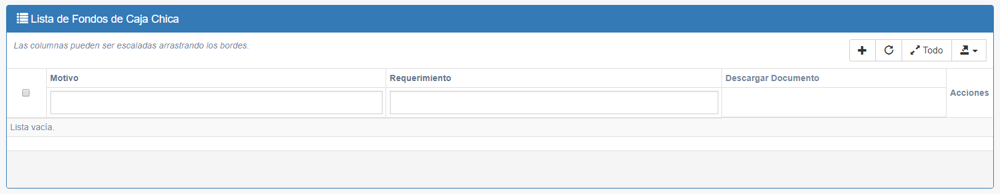 Lista de Fondos de Caja Chica
Las columnas pueden ser escaladas arrastrando los bordes.
Todo
Motivo
Requerimiento
Descargar Documento
Acciones
Lista vacía.